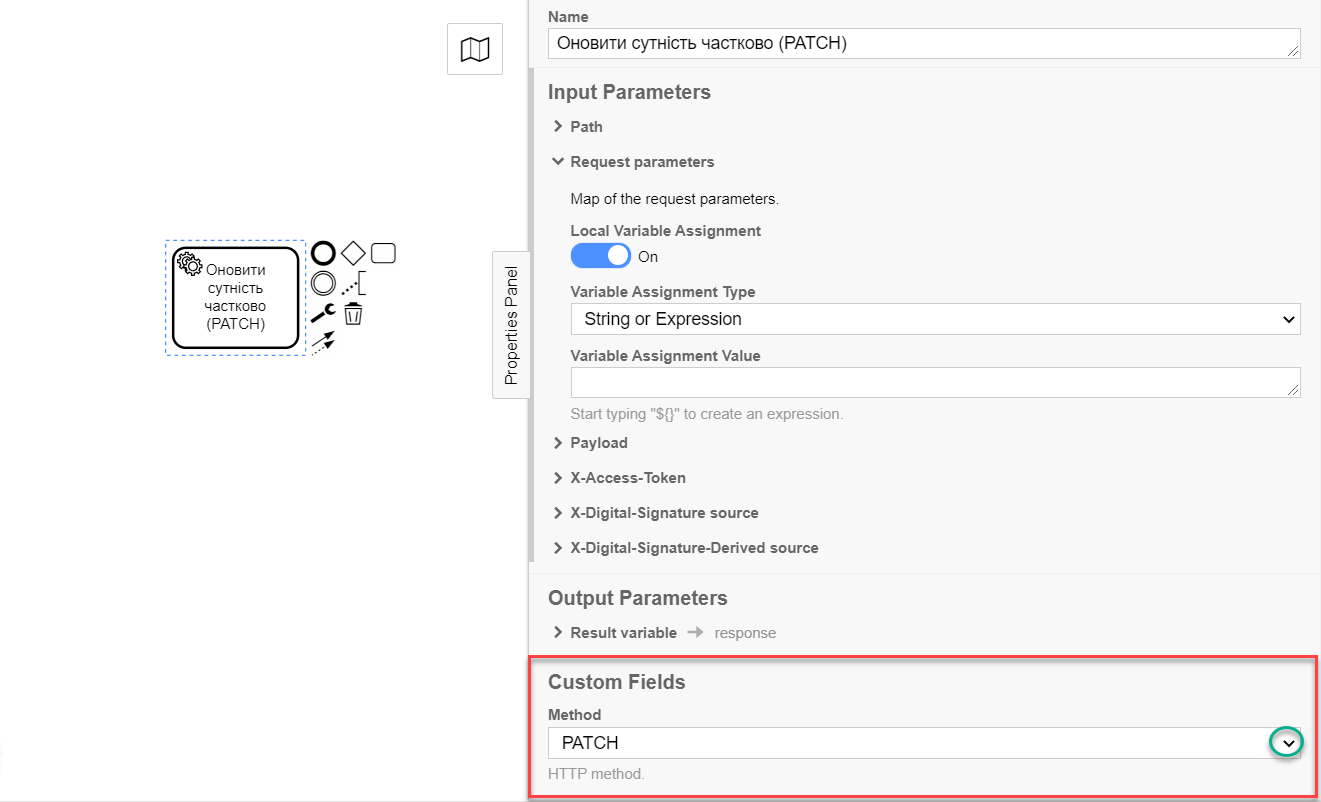 Оновити
сутність
частково
(PATCH)
Properties Panel
Name
Оновити сутність частково (PATCH)
Input Parameters
Path
Request parameters
Map of the request parameters.
Local Variable Assignment
On
Variable Assignment Type
String or Expression
Variable Assignment Value
Start typing "${}" to create an expression.
Payload
X-Access-Token
X-Digital-Signature source
X-Digital-Signature-Derived source
Output Parameters
Result variable response
Custom Fields
Method
PATCH
HTTP method.